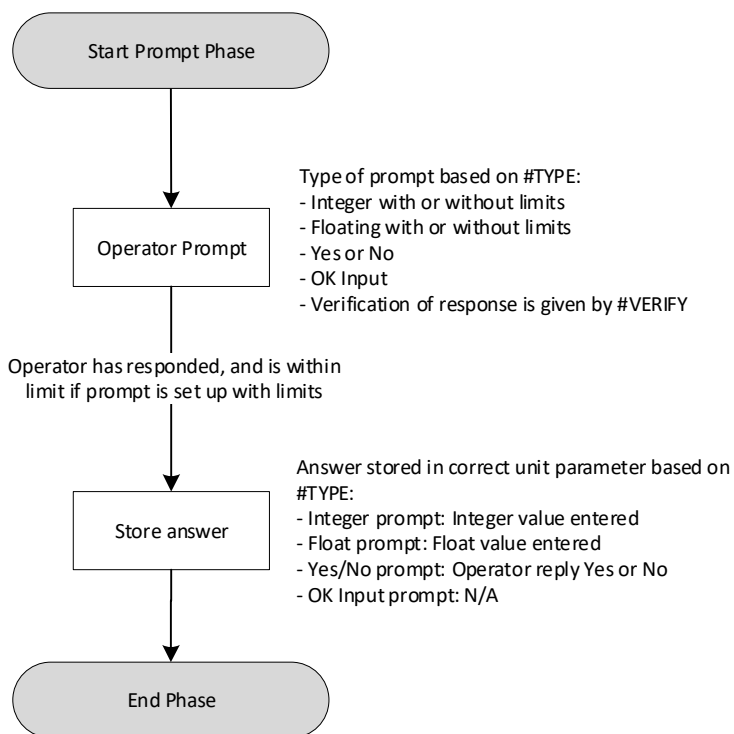 Start Prompt Phase
Type of prompt based on #TYPE:
- Integer with or without limits
- Floating with or without limits
- Yes or No
- OK Input
- Verification of response is given by #VERIFY
Operator Prompt
Operator has responded, and is within
limit if prompt is set up with limits
Answer stored in correct unit parameter based on
#TYPE:
- Integer prompt: Integer value entered
- Float prompt: Float value entered
- Yes/No prompt: Operator reply Yes or No
- OK Input prompt: N/A
Store answer
End Phase